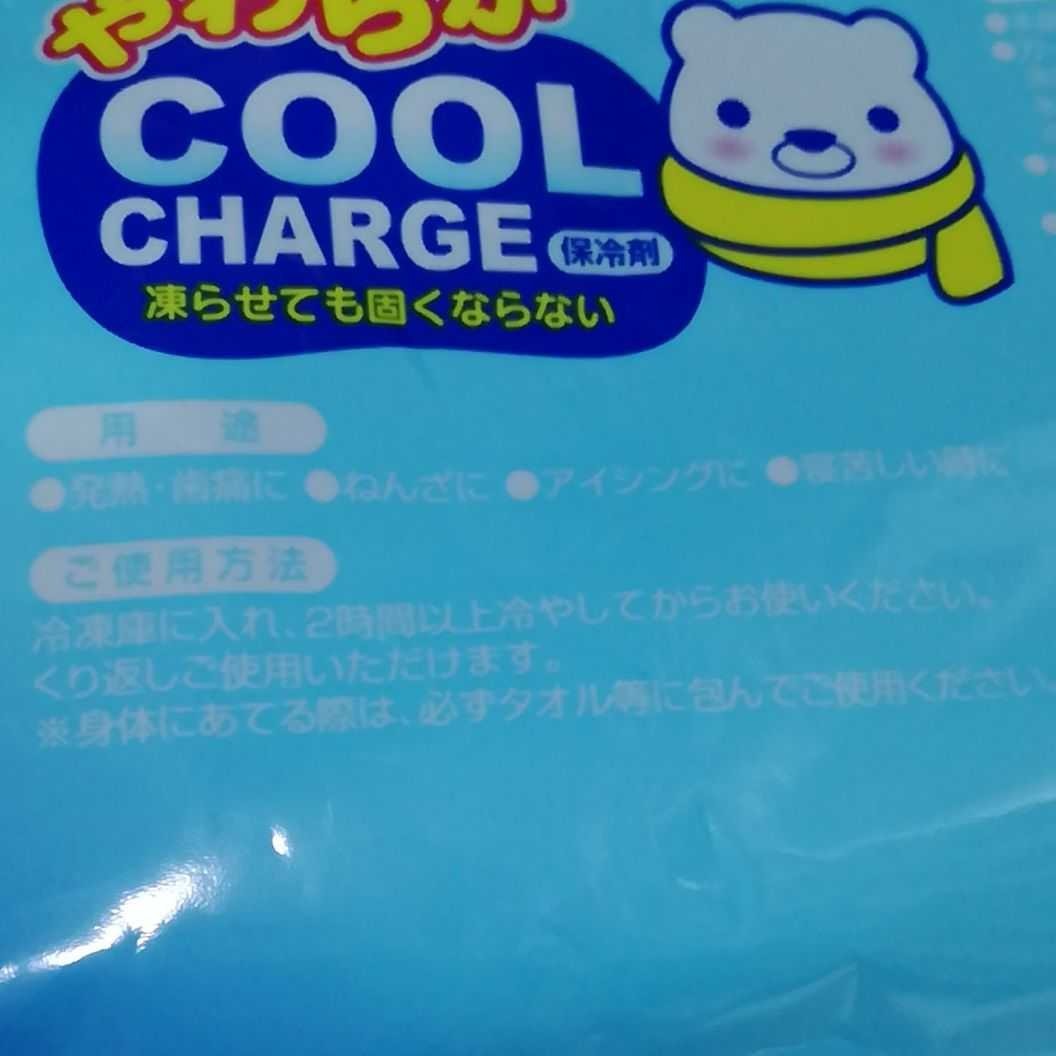 やわらか
COOL
CHARGE 保冷剤
凍らせても固くならない
用途
●発熱・歯痛に ●ねんざに ●アイシングに ●寝苦しい時に
ご使用方法
冷凍庫に入れ、2時間以上冷やしてからお使いください。
くり返しご使用いただけます。
※身体にあてる際は、必ずタオル等に包んでご使用ください。